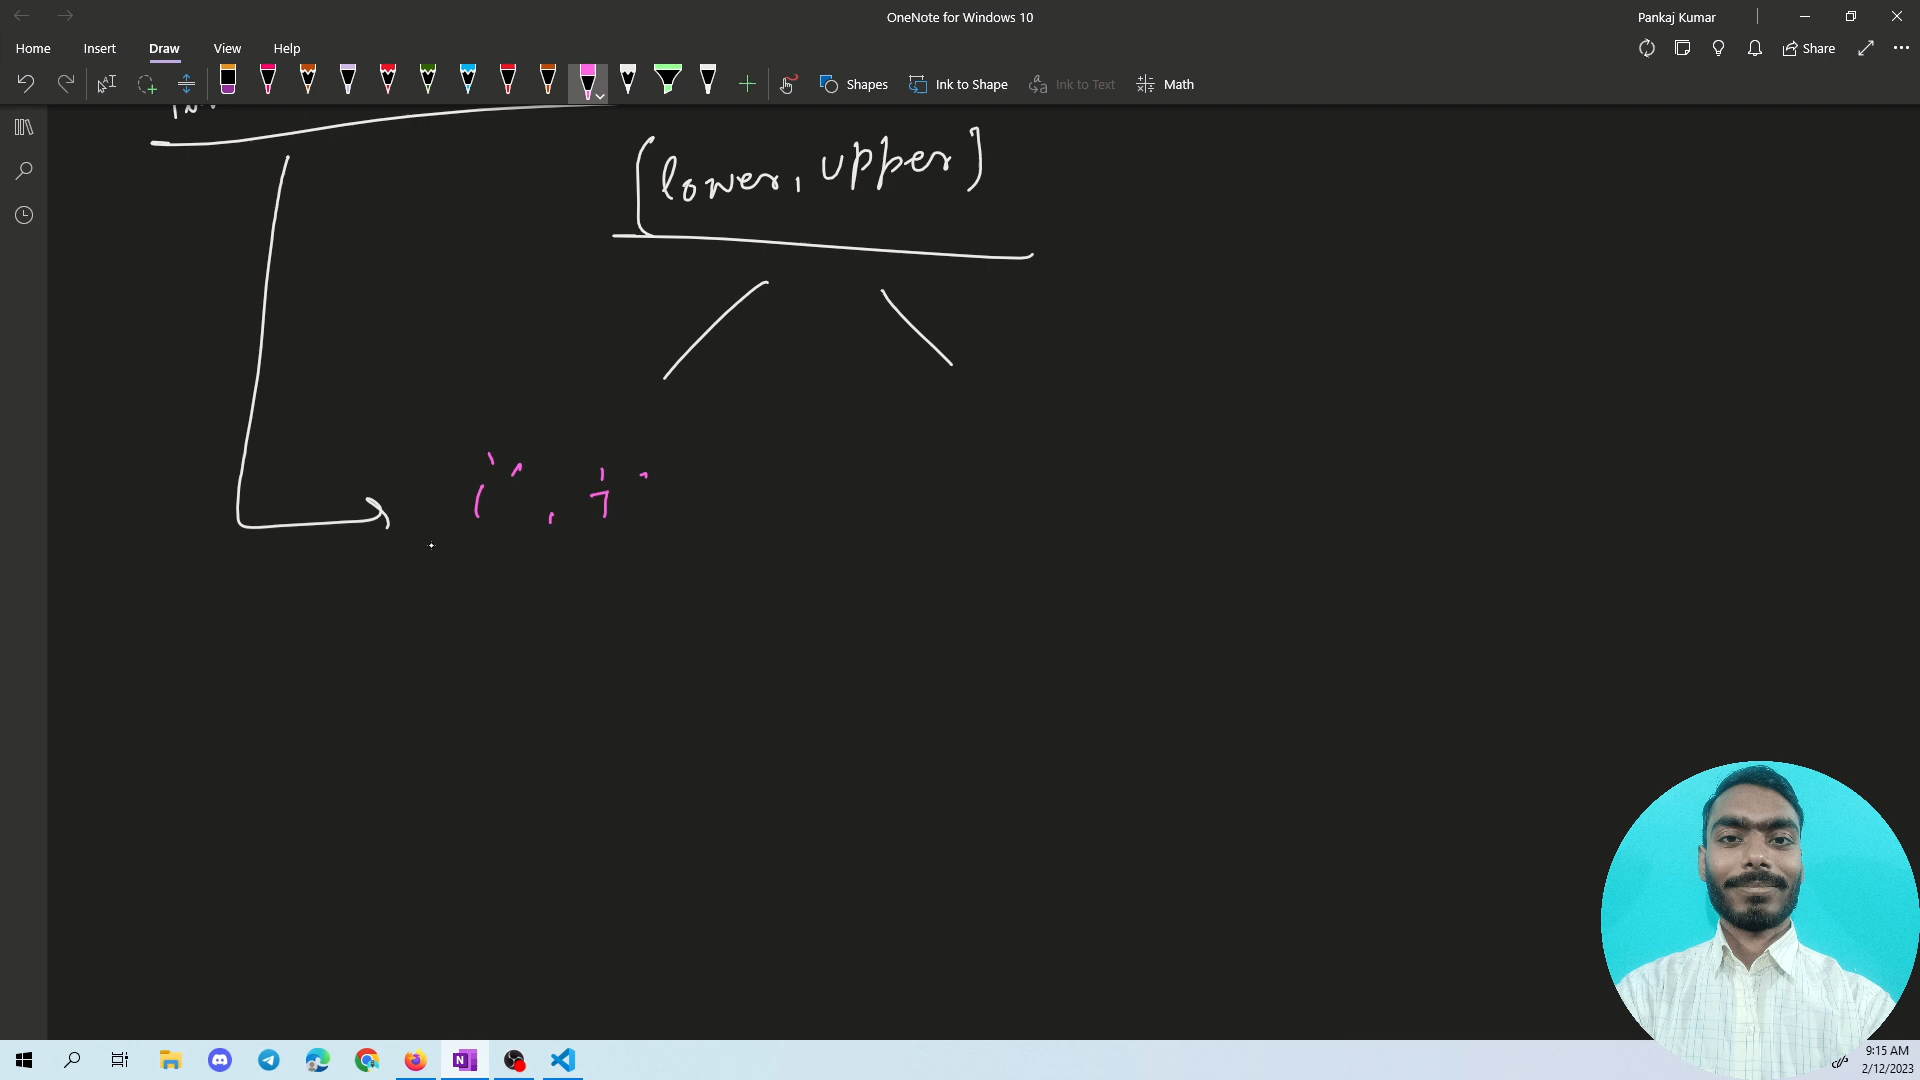 OneNote for Windows 10
Pankaj Kumar
Home Insert Draw View Help
Share
Shapes Ink to Shape Ink to Text Math
[lower, upper]
i , j
9:15 AM
2/12/2023